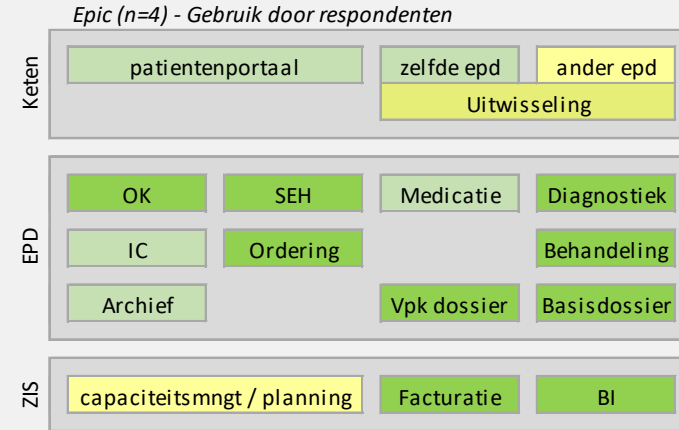 Epic (n=4) - Gebruik door respondenten
Keten
patientenportaal zelfde epd ander epd
Uitwisseling
EPD
OK SEH Medicatie Diagnostiek
IC Ordering Behandeling
Archief Vpk dossier Basisdossier
ZIS
capaciteitsmngt / planning Facturatie BI